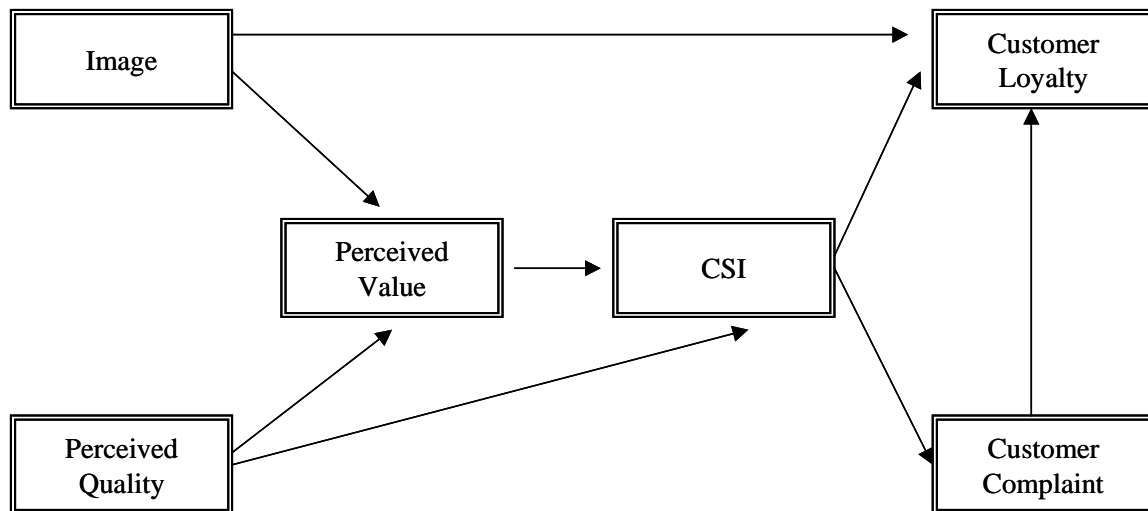 Image
Customer
Loyalty
Perceived
Value
CSI
Perceived
Quality
Customer
Complaint